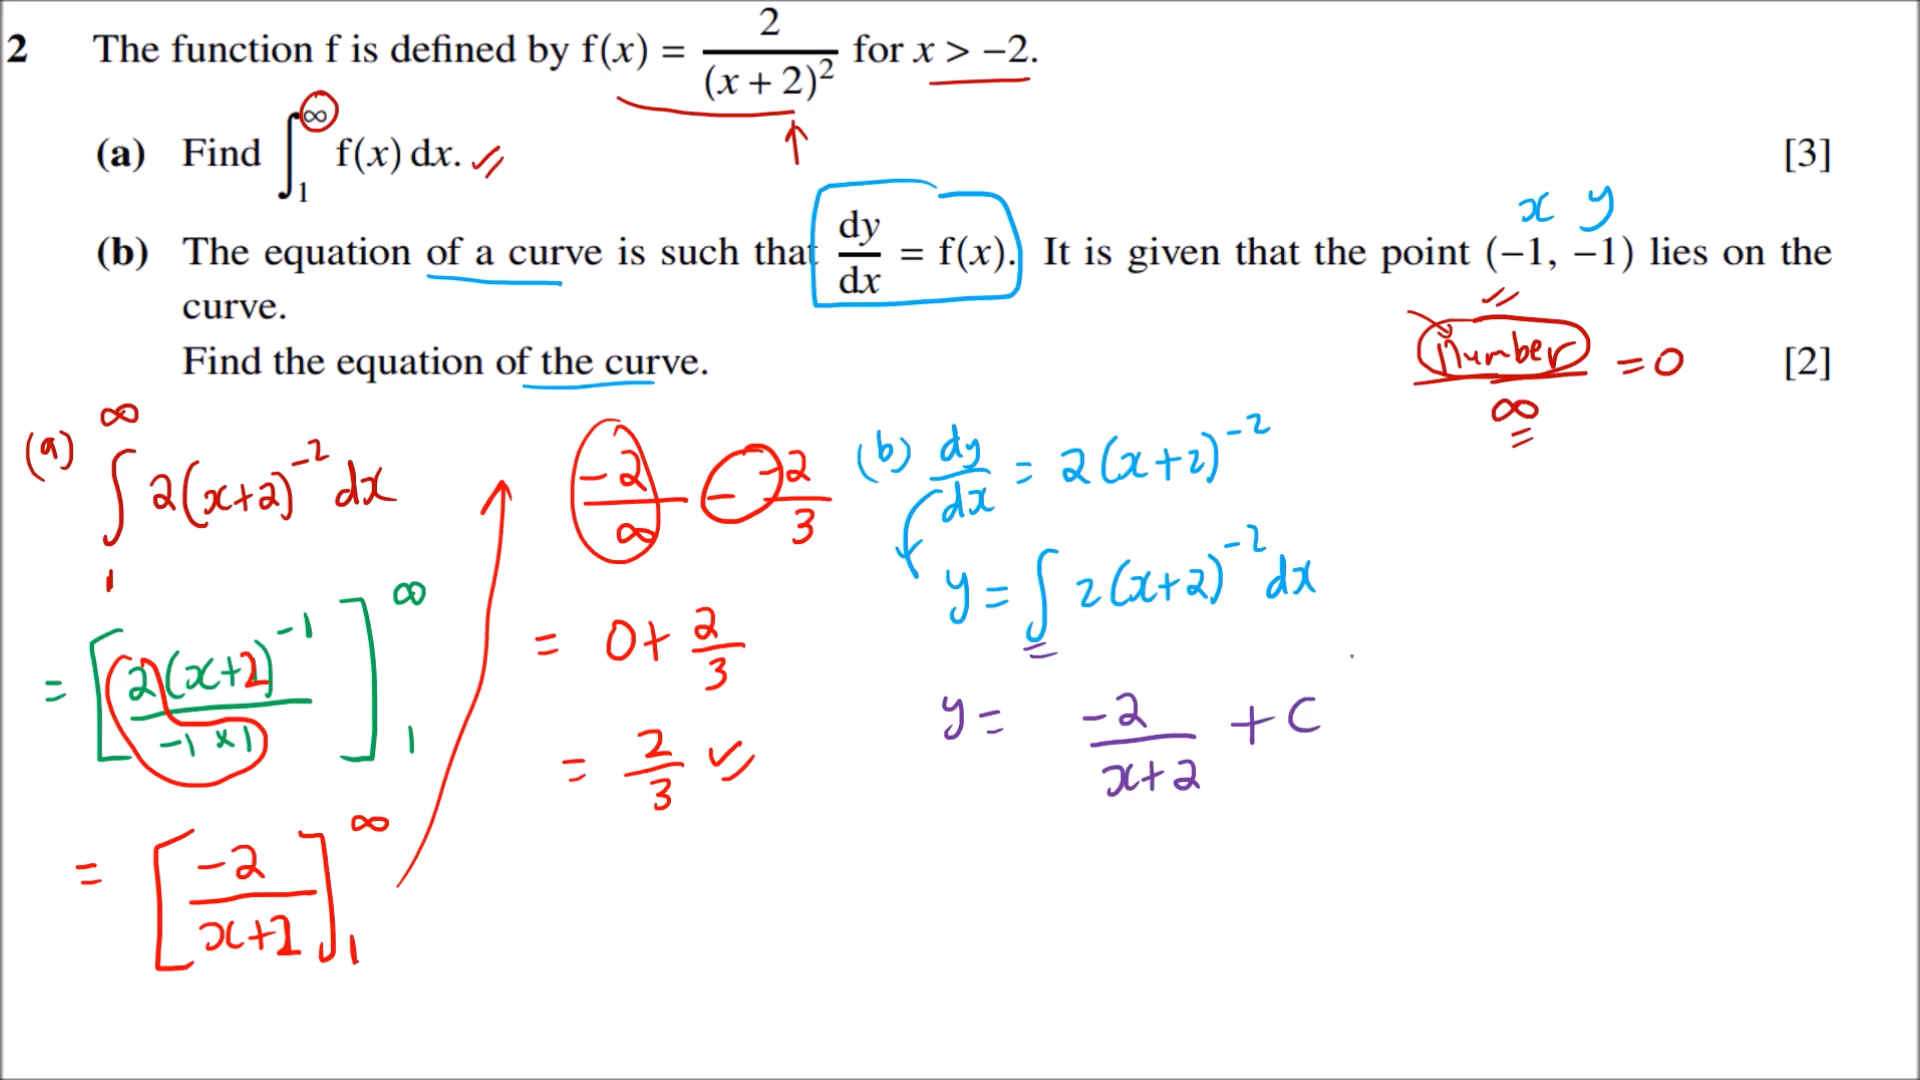 2 The function f is defined by f(x) = 2/(x + 2)² for x > −2.
(a) Find ∫₁^∞ f(x) dx. [3]
x y
(b) The equation of a curve is such that dy/dx = f(x). It is given that the point (−1, −1) lies on the
curve.
Number/∞ = 0
Find the equation of the curve. [2]
(a) ∫₁^∞ 2(x+2)^−2 dx
= [2(x+2)^−1 / −1×1]₁^∞
= [−2/(x+2)]₁^∞
−2/∞ − −2/3
= 0 + 2/3
= 2/3
(b) dy/dx = 2(x+2)^−2
y = ∫ 2(x+2)^−2 dx
y = −2/(x+2) + C